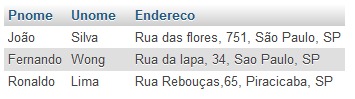 Pnome Unome Endereco
João Silva Rua das flores, 751, Sao Paulo, SP
Fernando Wong Rua da lapa, 34, Sao Paulo, SP
Ronaldo Lima Rua Rebouças,65, Piracicaba, SP